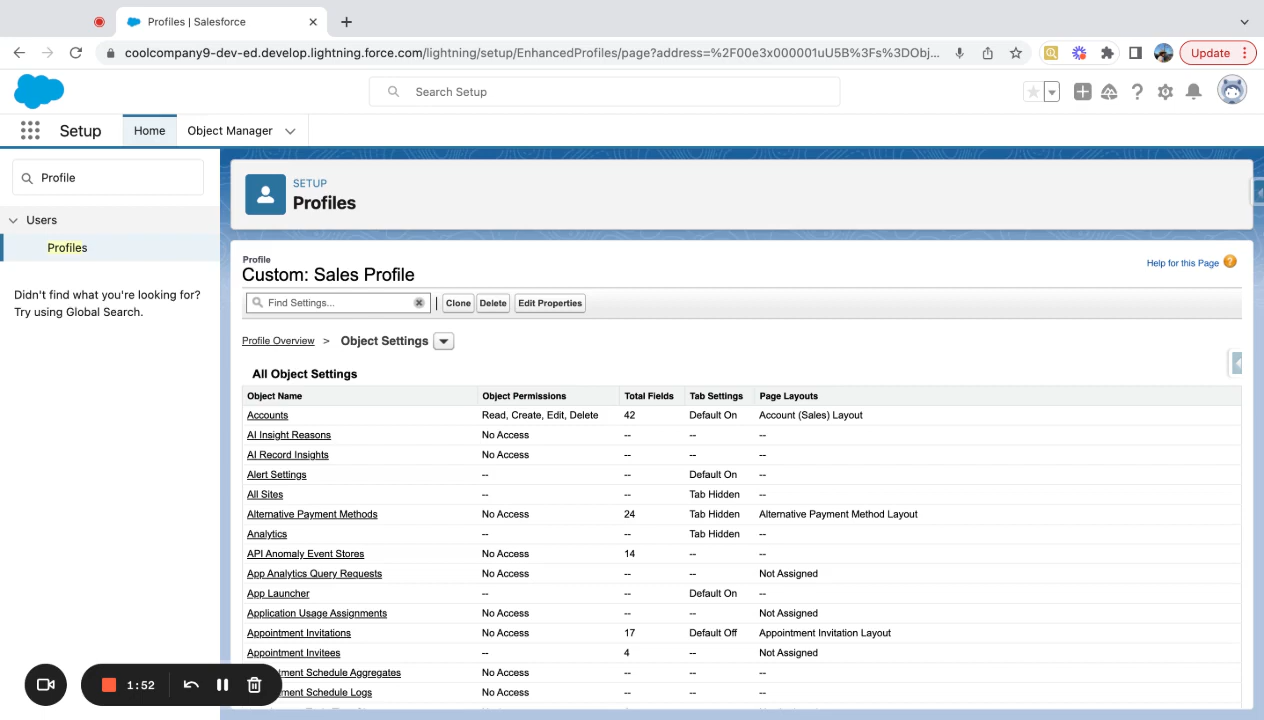 Profiles | Salesforce
coolcompany9-dev-ed.develop.lightning.force.com/lightning/setup/EnhancedProfiles/page?address=%2F00e3x000001uU5B%3Fs%3DObj...
Update
Search Setup
Setup
Home
Object Manager
Profile
Users
Profiles
Didn't find what you're looking for?
Try using Global Search.
SETUP
Profiles
Profile
Custom: Sales Profile
Help for this Page ?
Find Settings... | Clone Delete Edit Properties
Profile Overview > Object Settings
All Object Settings
Object Name Object Permissions Total Fields Tab Settings Page Layouts
Accounts Read, Create, Edit, Delete 42 Default On Account (Sales) Layout
AI Insight Reasons No Access -- -- --
AI Record Insights No Access -- -- --
Alert Settings -- -- Default On --
All Sites -- -- Tab Hidden --
Alternative Payment Methods No Access 24 Tab Hidden Alternative Payment Method Layout
Analytics -- -- Tab Hidden --
API Anomaly Event Stores No Access 14 -- --
App Analytics Query Requests No Access -- -- Not Assigned
App Launcher -- -- Default On --
Application Usage Assignments No Access -- -- Not Assigned
Appointment Invitations No Access 17 Default Off Appointment Invitation Layout
Appointment Invitees -- 4 -- Not Assigned
ment Schedule Aggregates No Access -- -- --
ment Schedule Logs No Access -- -- --
1:52